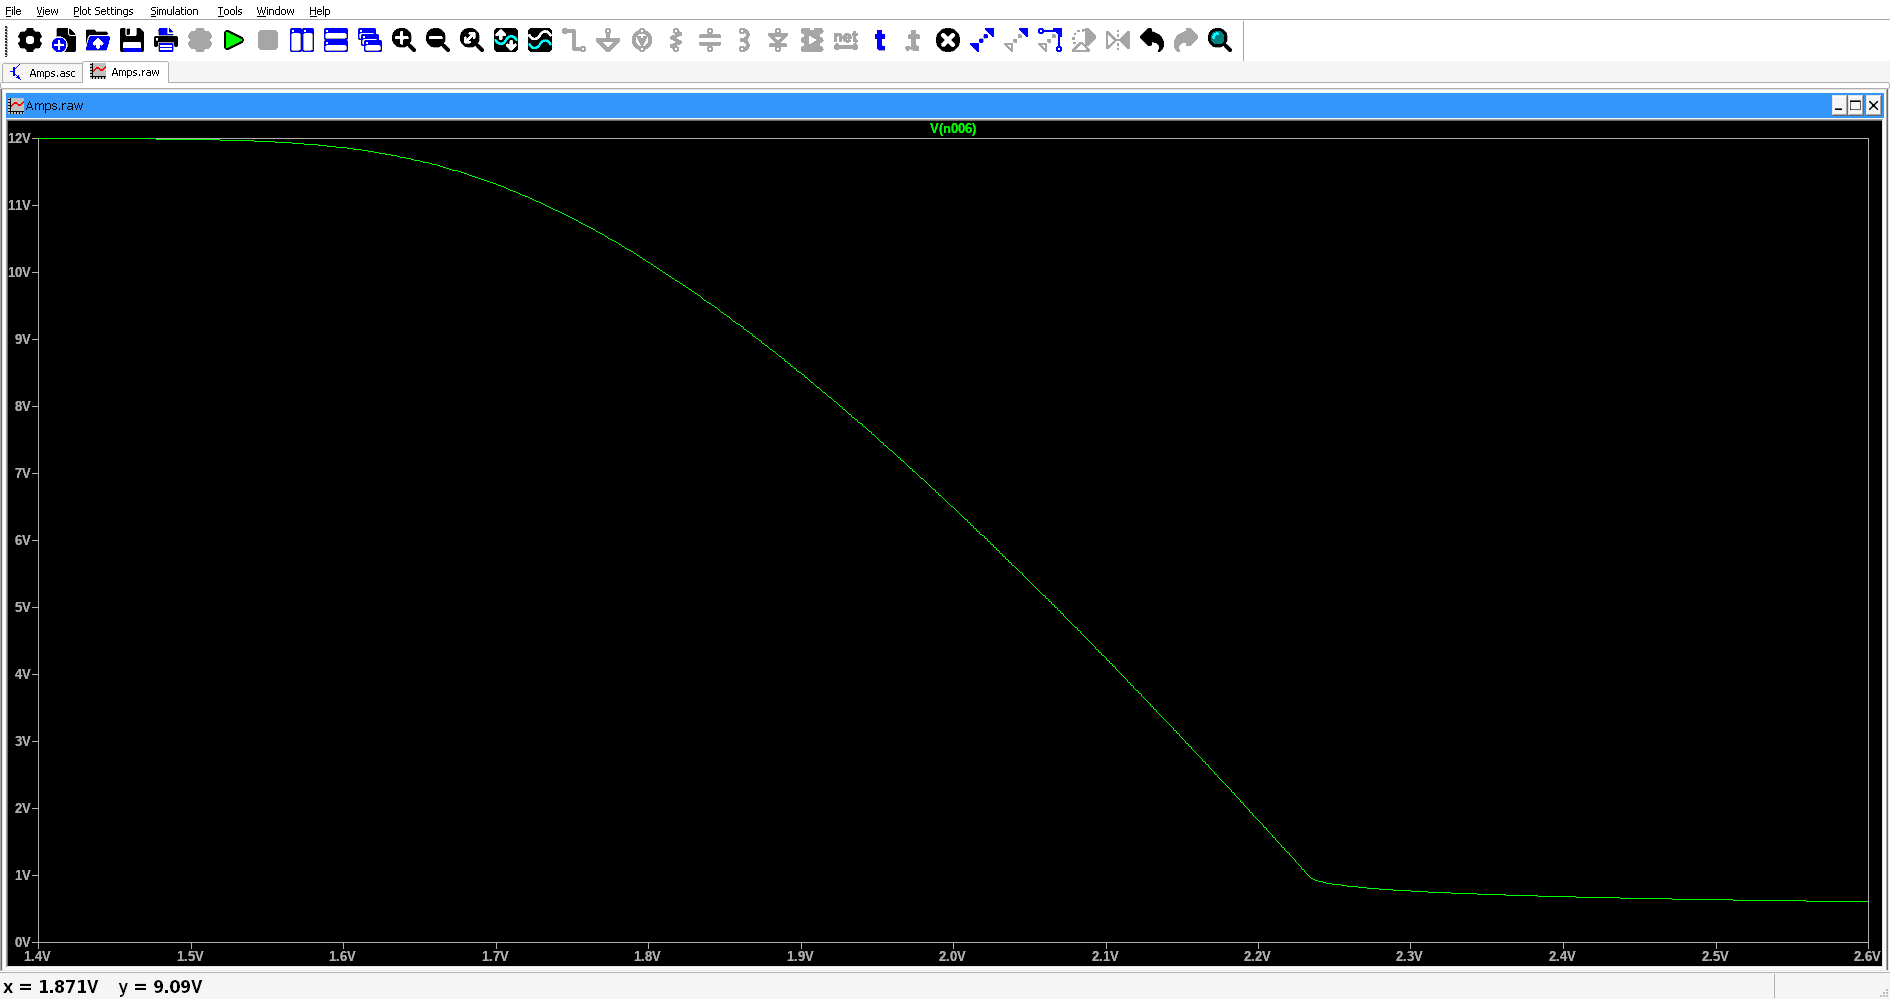 File View Plot Settings Simulation Tools Window Help
net t .t
Amps.asc Amps.raw
Amps.raw
V(n006)
12V
11V
10V
9V
8V
7V
6V
5V
4V
3V
2V
1V
0V
1.4V 1.5V 1.6V 1.7V 1.8V 1.9V 2.0V 2.1V 2.2V 2.3V 2.4V 2.5V 2.6V
x = 1.871V y = 9.09V